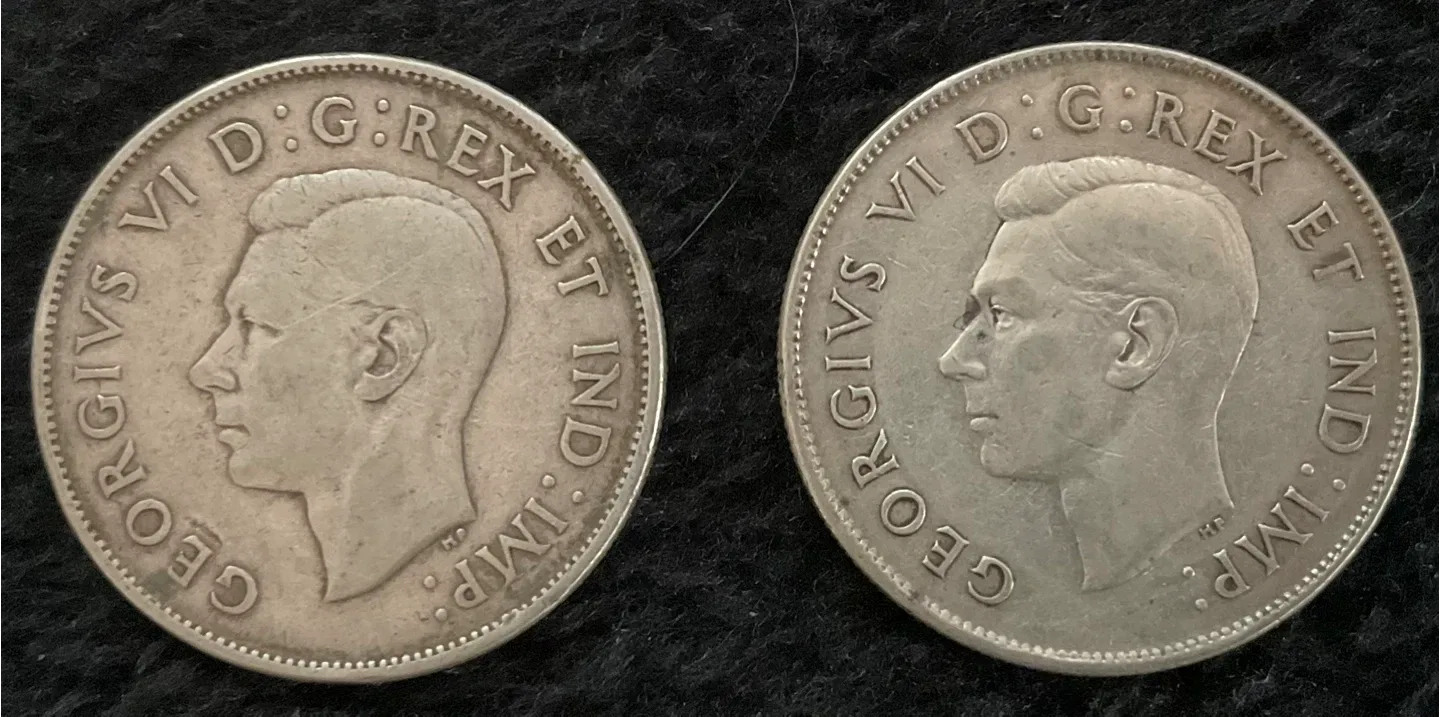 GEORGIVS VI D:G:REX ET IND:IMP:
HP
GEORGIVS VI D:G:REX ET IND:IMP:
HP